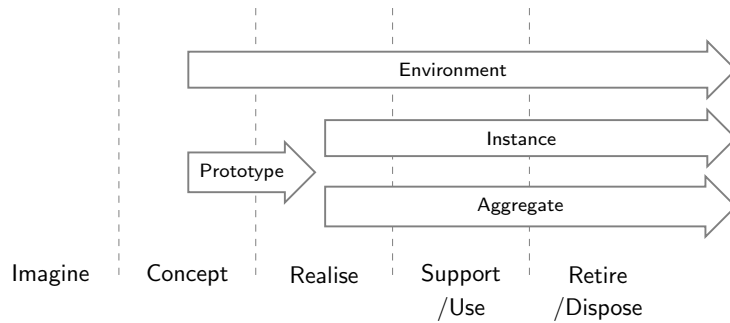 Environment
Instance
Prototype
Aggregate
Imagine Concept Realise Support Retire
/Use /Dispose